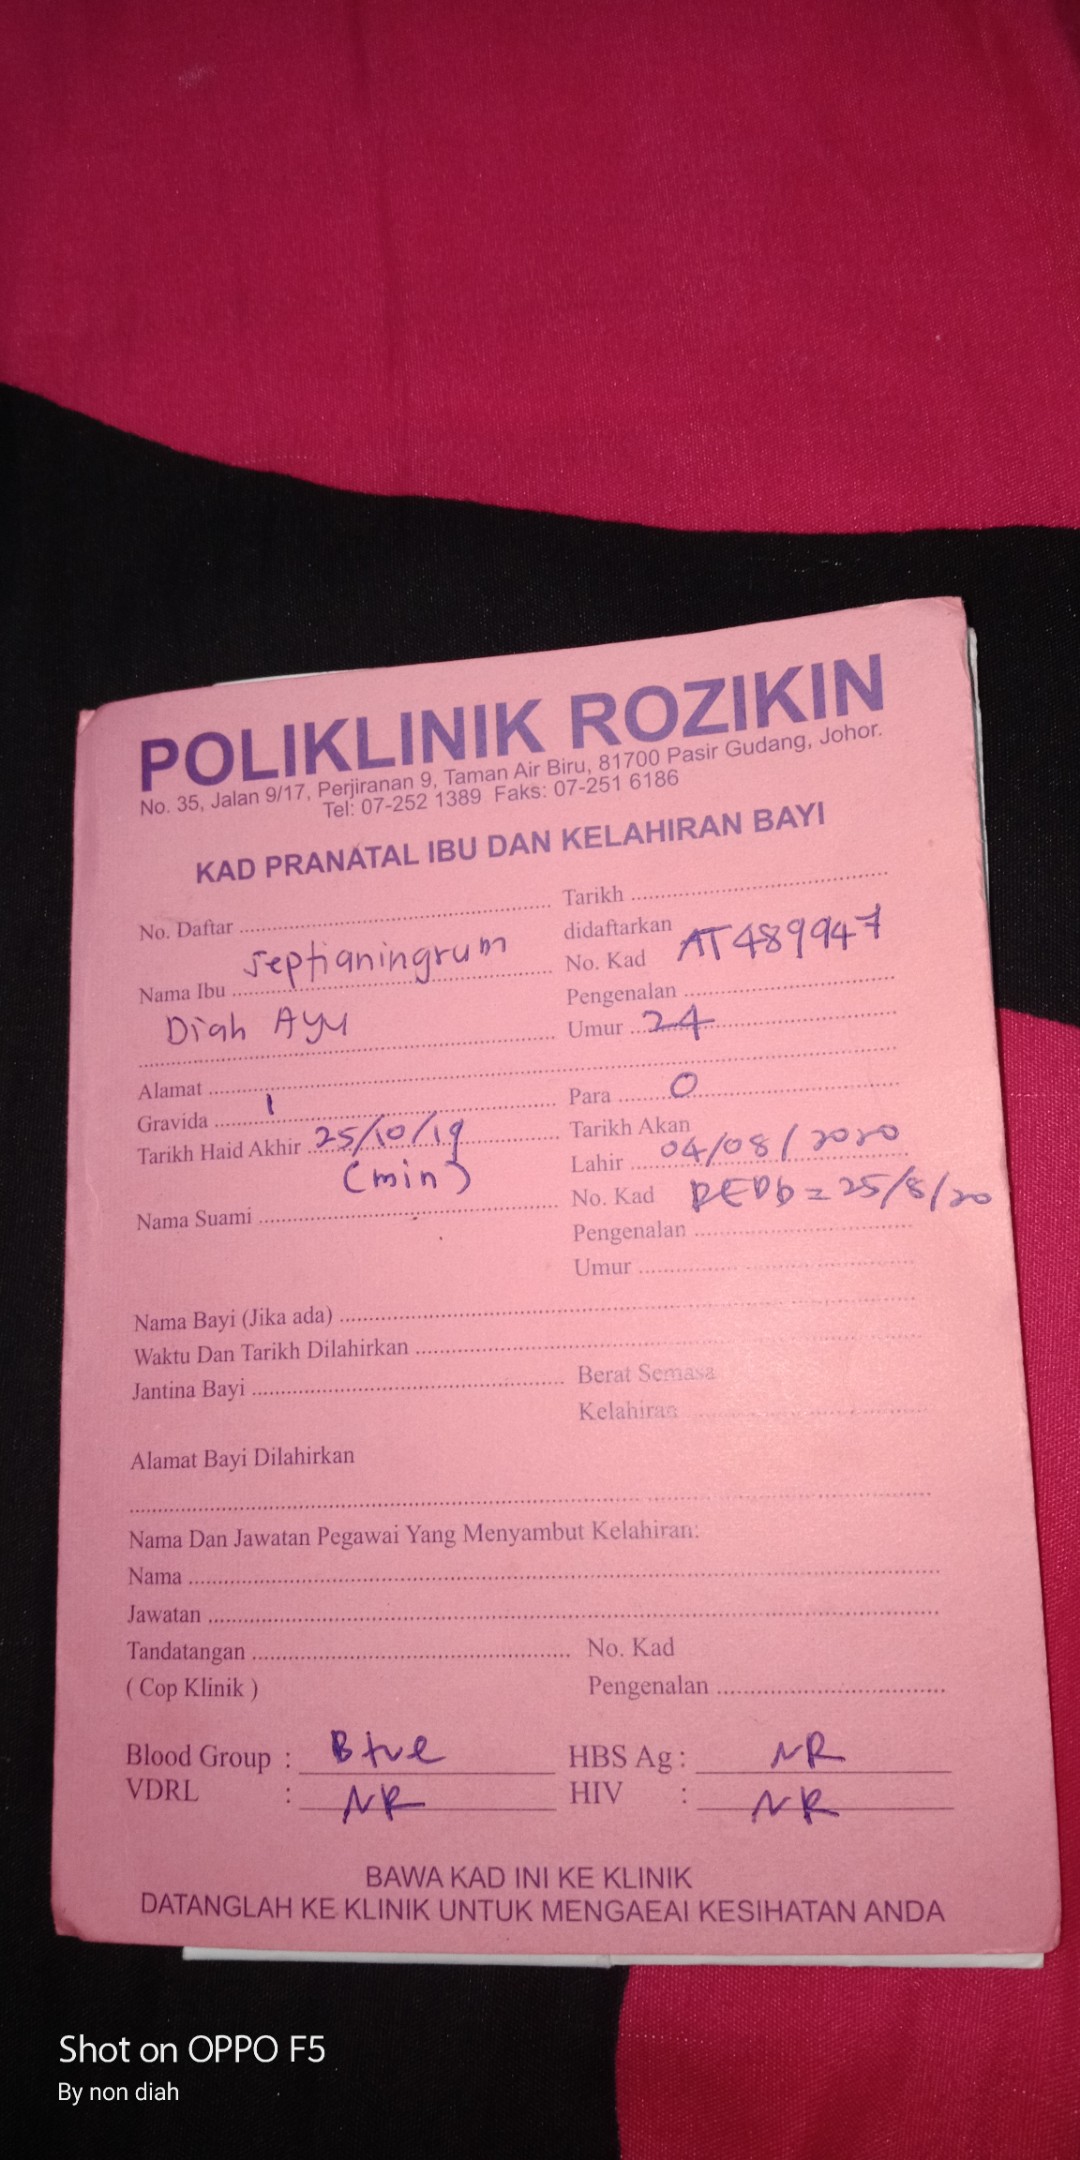 POLIKLINIK ROZIKIN
No. 35, Jalan 9/17, Perjiranan 9, Taman Air Biru, 81700 Pasir Gudang, Johor.
Tel: 07-252 1389 Faks: 07-251 6186
KAD PRANATAL IBU DAN KELAHIRAN BAYI
No. Daftar
Tarikh didaftarkan
Nama Ibu Septianingrum Diah Ayu
No. Kad Pengenalan AT489947
Umur 24
Alamat
Gravida 1
Para 0
Tarikh Haid Akhir 25/10/19 (min)
Tarikh Akan Lahir 04/08/2020
REDD = 25/8/20
Nama Suami
No. Kad Pengenalan
Umur
Nama Bayi (Jika ada)
Waktu Dan Tarikh Dilahirkan
Jantina Bayi
Berat Semasa Kelahiran
Alamat Bayi Dilahirkan
Nama Dan Jawatan Pegawai Yang Menyambut Kelahiran:
Nama
Jawatan
Tandatangan
( Cop Klinik )
No. Kad Pengenalan
Blood Group : B +ve
HBS Ag : NR
VDRL : NR
HIV : NR
BAWA KAD INI KE KLINIK
DATANGLAH KE KLINIK UNTUK MENGAEAI KESIHATAN ANDA
Shot on OPPO F5
By non diah